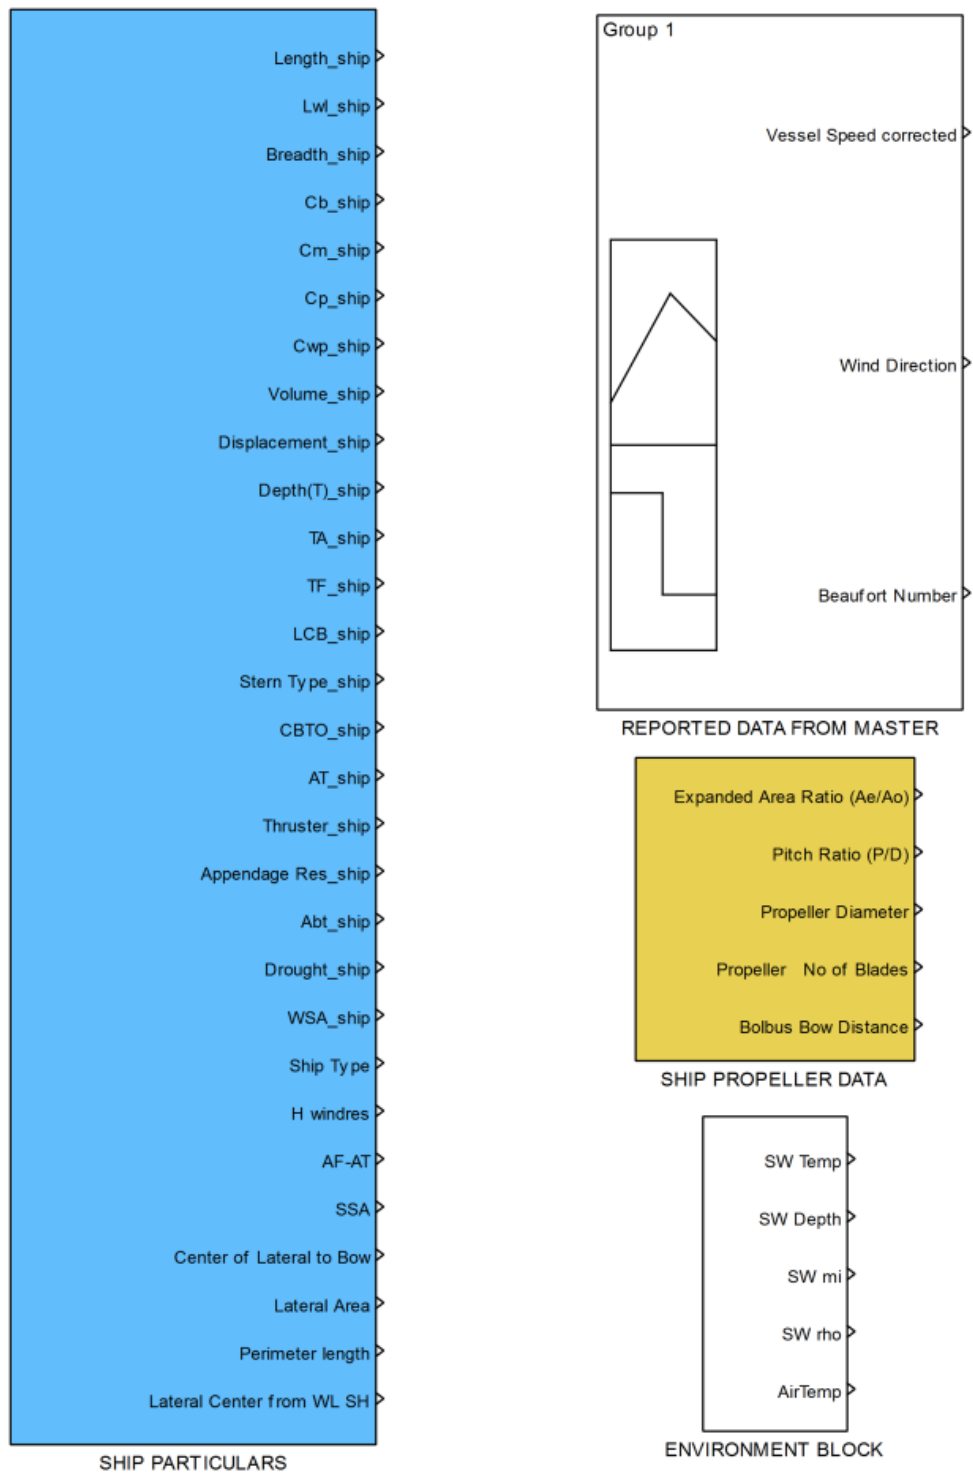 Length_ship
Lwl_ship
Breadth_ship
Cb_ship
Cm_ship
Cp_ship
Cwp_ship
Volume_ship
Displacement_ship
Depth(T)_ship
TA_ship
TF_ship
LCB_ship
Stern Type_ship
CBTO_ship
AT_ship
Thruster_ship
Appendage Res_ship
Abt_ship
Drought_ship
WSA_ship
Ship Type
H windres
AF-AT
SSA
Center of Lateral to Bow
Lateral Area
Perimeter length
Lateral Center from WL SH
SHIP PARTICULARS
Group 1
Vessel Speed corrected
Wind Direction
Beaufort Number
REPORTED DATA FROM MASTER
Expanded Area Ratio (Ae/Ao)
Pitch Ratio (P/D)
Propeller Diameter
Propeller No of Blades
Bolbus Bow Distance
SHIP PROPELLER DATA
SW Temp
SW Depth
SW mi
SW rho
AirTemp
ENVIRONMENT BLOCK